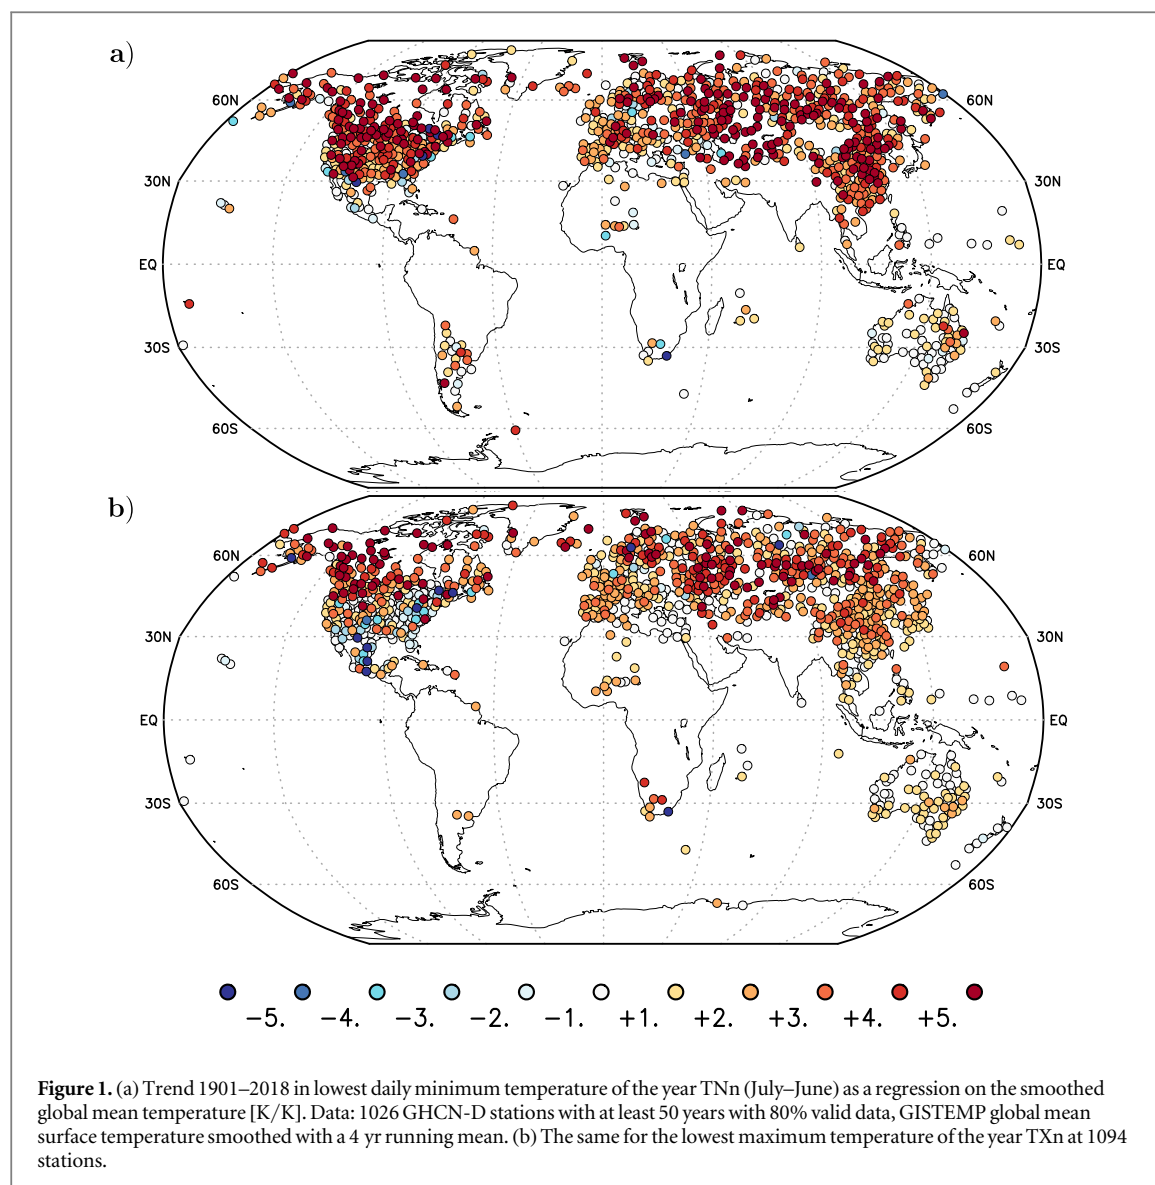 a)
60N 60N
30N 30N
EQ EQ
30S 30S
60S 60S
b)
60N 60N
30N 30N
EQ EQ
30S 30S
60S 60S
−5. −4. −3. −2. −1. +1. +2. +3. +4. +5.
Figure 1. (a) Trend 1901–2018 in lowest daily minimum temperature of the year TNn (July–June) as a regression on the smoothed
global mean temperature [K/K]. Data: 1026 GHCN-D stations with at least 50 years with 80% valid data, GISTEMP global mean
surface temperature smoothed with a 4 yr running mean. (b) The same for the lowest maximum temperature of the year TXn at 1094
stations.